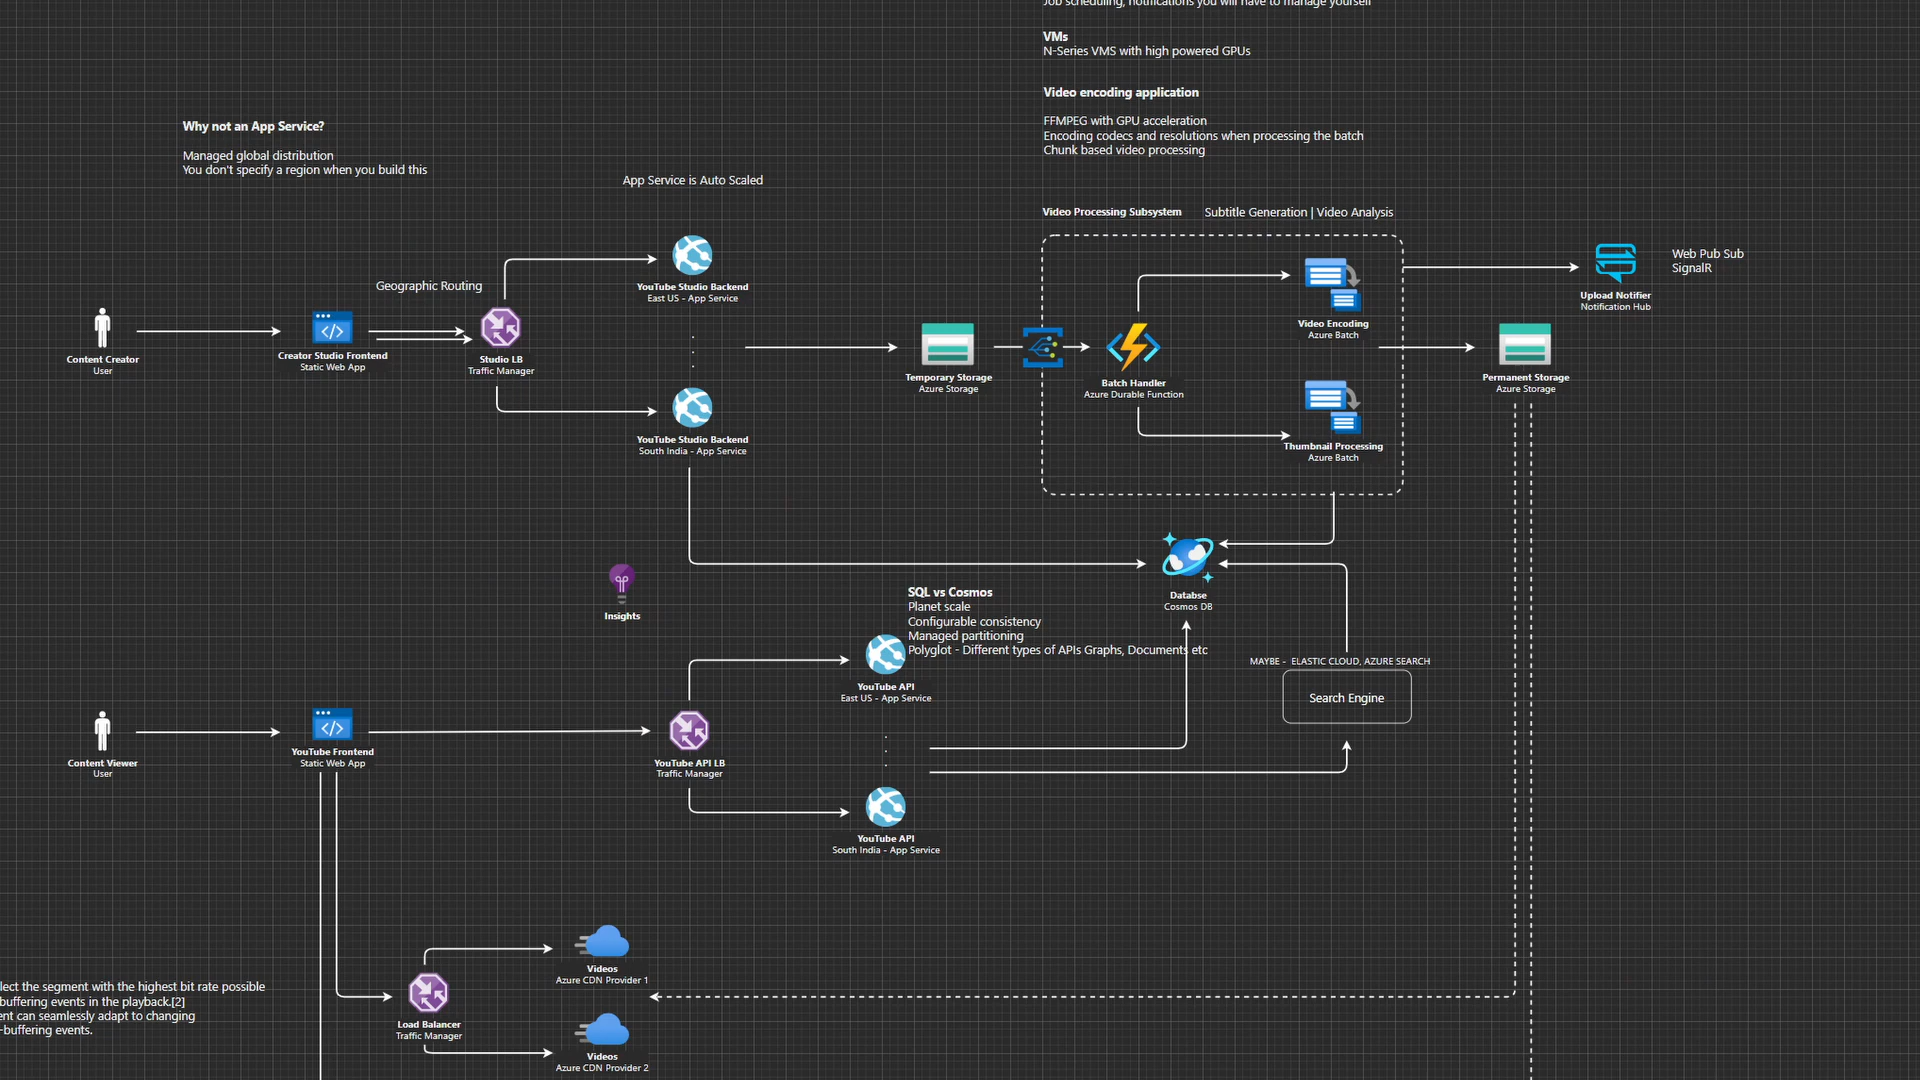 Job scheduling, notifications you will have to manage yourself
VMs
N-Series VMS with high powered GPUs
Video encoding application
FFMPEG with GPU acceleration
Encoding codecs and resolutions when processing the batch
Chunk based video processing
Why not an App Service?
Managed global distribution
You don't specify a region when you build this
App Service is Auto Scaled
Video Processing Subsystem
Subtitle Generation | Video Analysis
Geographic Routing
YouTube Studio Backend
East US - App Service
Web Pub Sub
SignalR
Upload Notifier
Notification Hub
Content Creator
User
Creator Studio Frontend
Static Web App
Studio LB
Traffic Manager
Temporary Storage
Azure Storage
Batch Handler
Azure Durable Function
Video Encoding
Azure Batch
Permanent Storage
Azure Storage
YouTube Studio Backend
South India - App Service
Thumbnail Processing
Azure Batch
Insights
Databse
Cosmos DB
SQL vs Cosmos
Planet scale
Configurable consistency
Managed partitioning
Polyglot - Different types of APIs Graphs, Documents etc
MAYBE - ELASTIC CLOUD, AZURE SEARCH
Search Engine
YouTube API
East US - App Service
Content Viewer
User
YouTube Frontend
Static Web App
YouTube API LB
Traffic Manager
YouTube API
South India - App Service
Videos
Azure CDN Provider 1
lect the segment with the highest bit rate possible
buffering events in the playback.[2]
ent can seamlessly adapt to changing
-buffering events.
Load Balancer
Traffic Manager
Videos
Azure CDN Provider 2